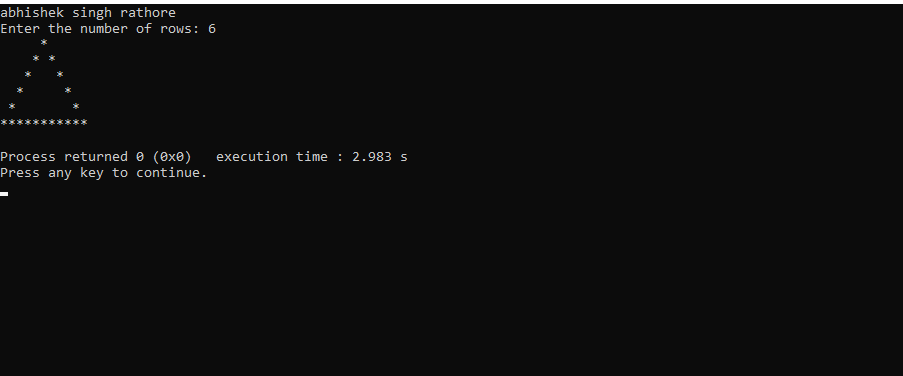 abhishek singh rathore
Enter the number of rows: 6
     *
    * *
   *   *
  *     *
 *       *
***********
Process returned 0 (0x0)   execution time : 2.983 s
Press any key to continue.